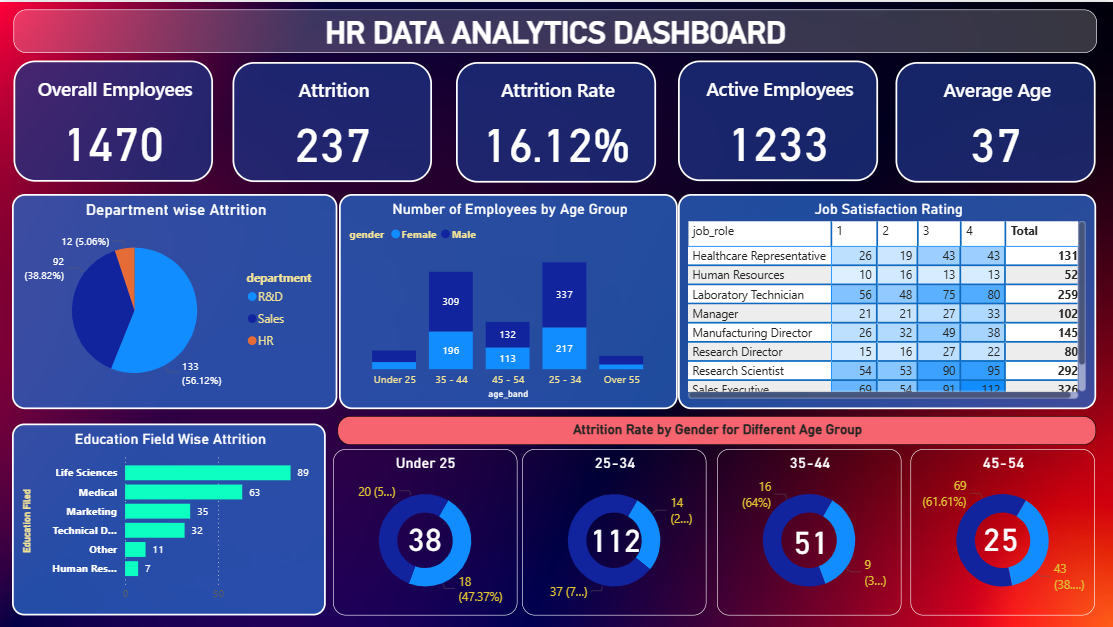 HR DATA ANALYTICS DASHBOARD
Overall Employees
1470
Attrition
237
Attrition Rate
16.12%
Active Employees
1233
Average Age
37
Department wise Attrition
12 (5.06%)
92
(38.82%)
133
(56.12%)
department
R&D
Sales
HR
Number of Employees by Age Group
gender Female Male
309
196
132
113
337
217
Under 25 35 - 44 45 - 54 25 - 34 Over 55
age_band
Job Satisfaction Rating
job_role 1 2 3 4 Total
Healthcare Representative 26 19 43 43 131
Human Resources 10 16 13 13 52
Laboratory Technician 56 48 75 80 259
Manager 21 21 27 33 102
Manufacturing Director 26 32 49 38 145
Research Director 15 16 27 22 80
Research Scientist 54 53 90 95 292
Sales Executive 69 54 91 112 326
Education Field Wise Attrition
Education Filed
Life Sciences 89
Medical 63
Marketing 35
Technical D... 32
Other 11
Human Res... 7
0 50
Attrition Rate by Gender for Different Age Group
Under 25
20 (5...)
38
18
(47.37%)
25-34
14
(2...)
112
37 (7...)
35-44
16
(64%)
51
9
(3...)
45-54
69
(61.61%)
25
43
(38....)